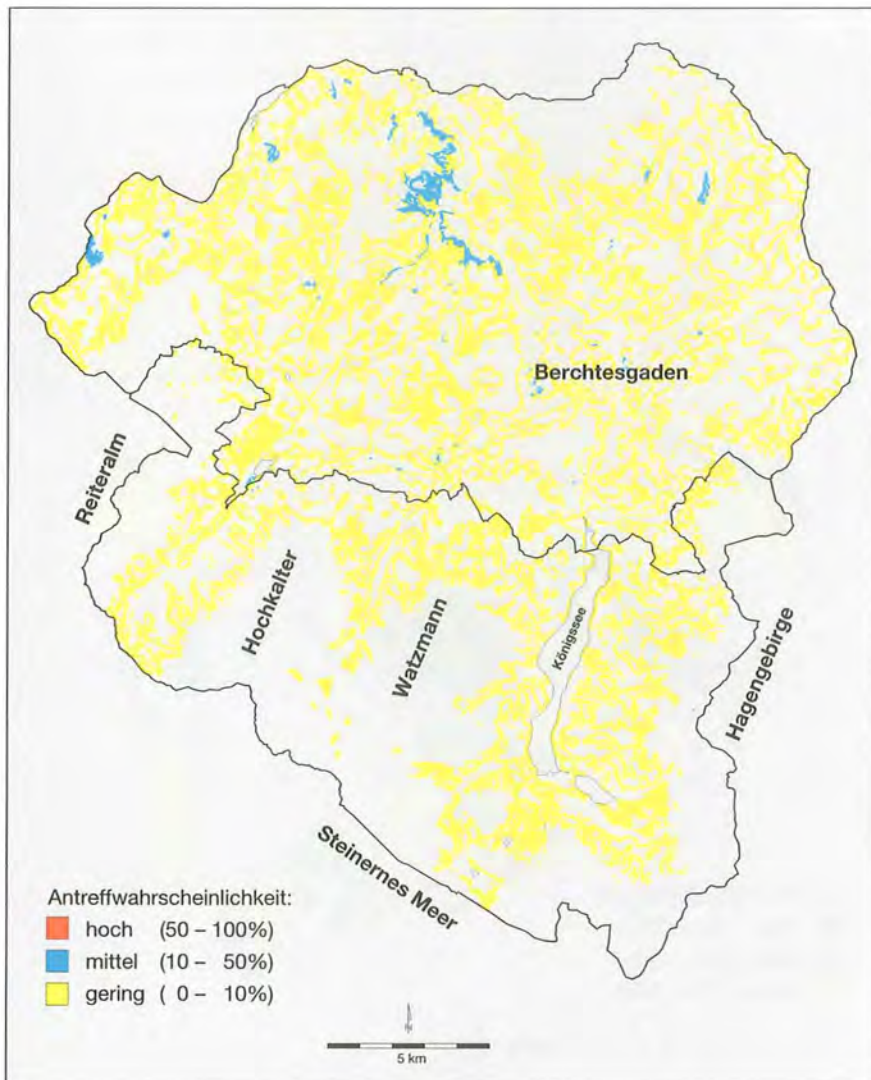 Berchtesgaden
Reiteralm
Hochkalter
Watzmann
Königssee
Hagengebirge
Steinernes Meer
Antreffwahrscheinlichkeit:
hoch (50 – 100%)
mittel (10 – 50%)
gering ( 0 – 10%)
5 km